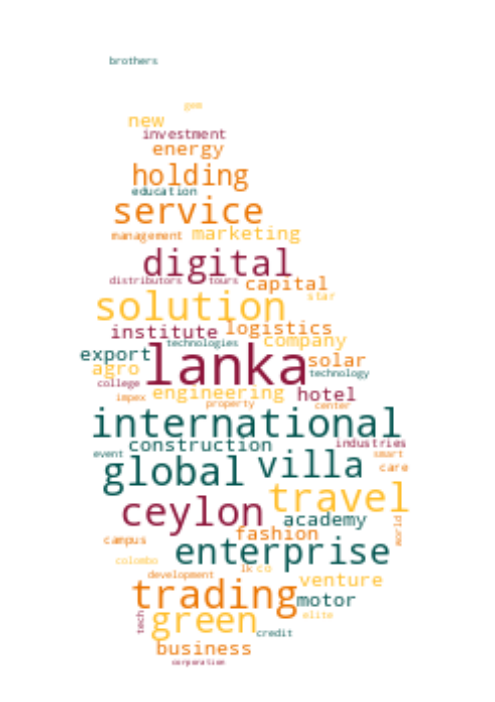 brothers
gem
new
investment
energy
holding
education
service
management marketing
digital
distributors tours capital
star
solution
institute logistics
technologies company
export lanka solar
agro technology
college engineering hotel
impex property center
international
construction industries
event smart
global villa care
travel
ceylon academy
world
fashion
campus enterprise
colombo lk co
development venture
trading motor
elite
tech green credit
business
corporation